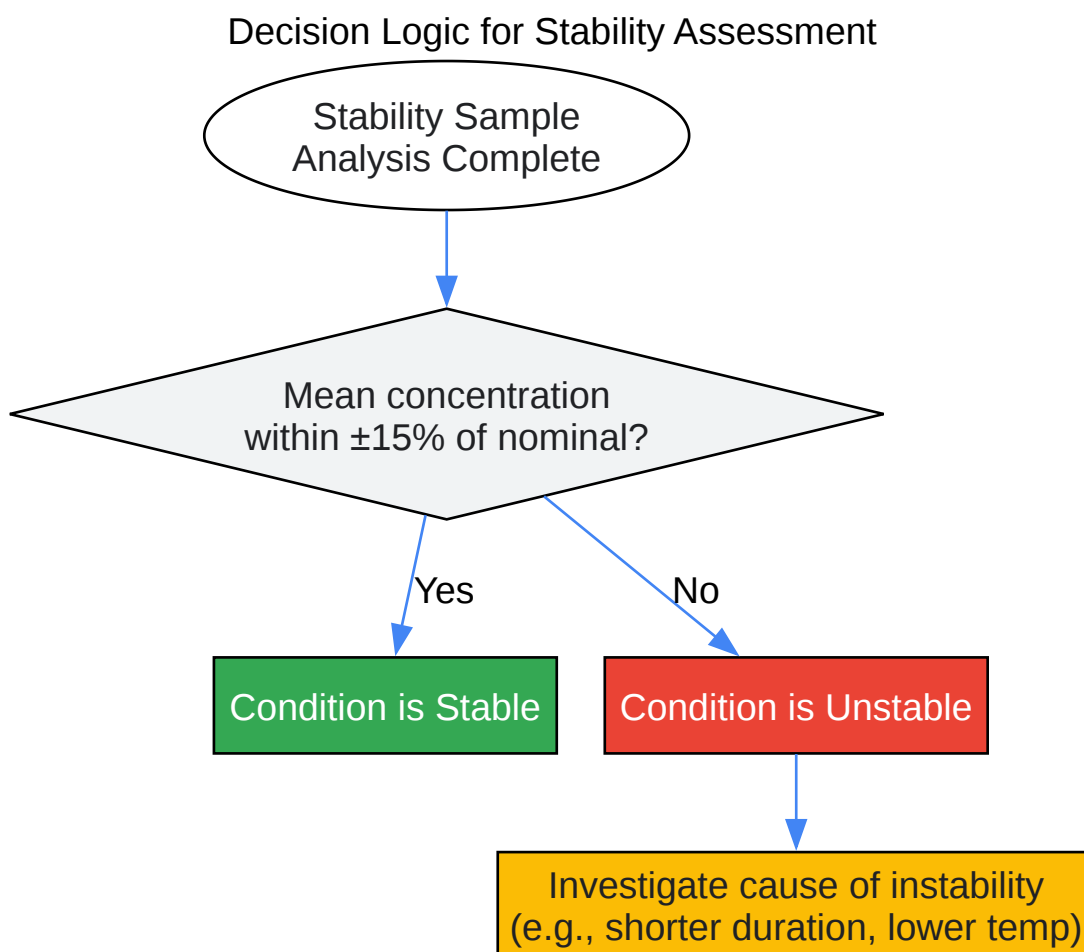 Decision Logic for Stability Assessment
Stability Sample
Analysis Complete
Mean concentration
within ±15% of nominal?
Yes
No
Condition is Stable
Condition is Unstable
Investigate cause of instability
(e.g., shorter duration, lower temp)